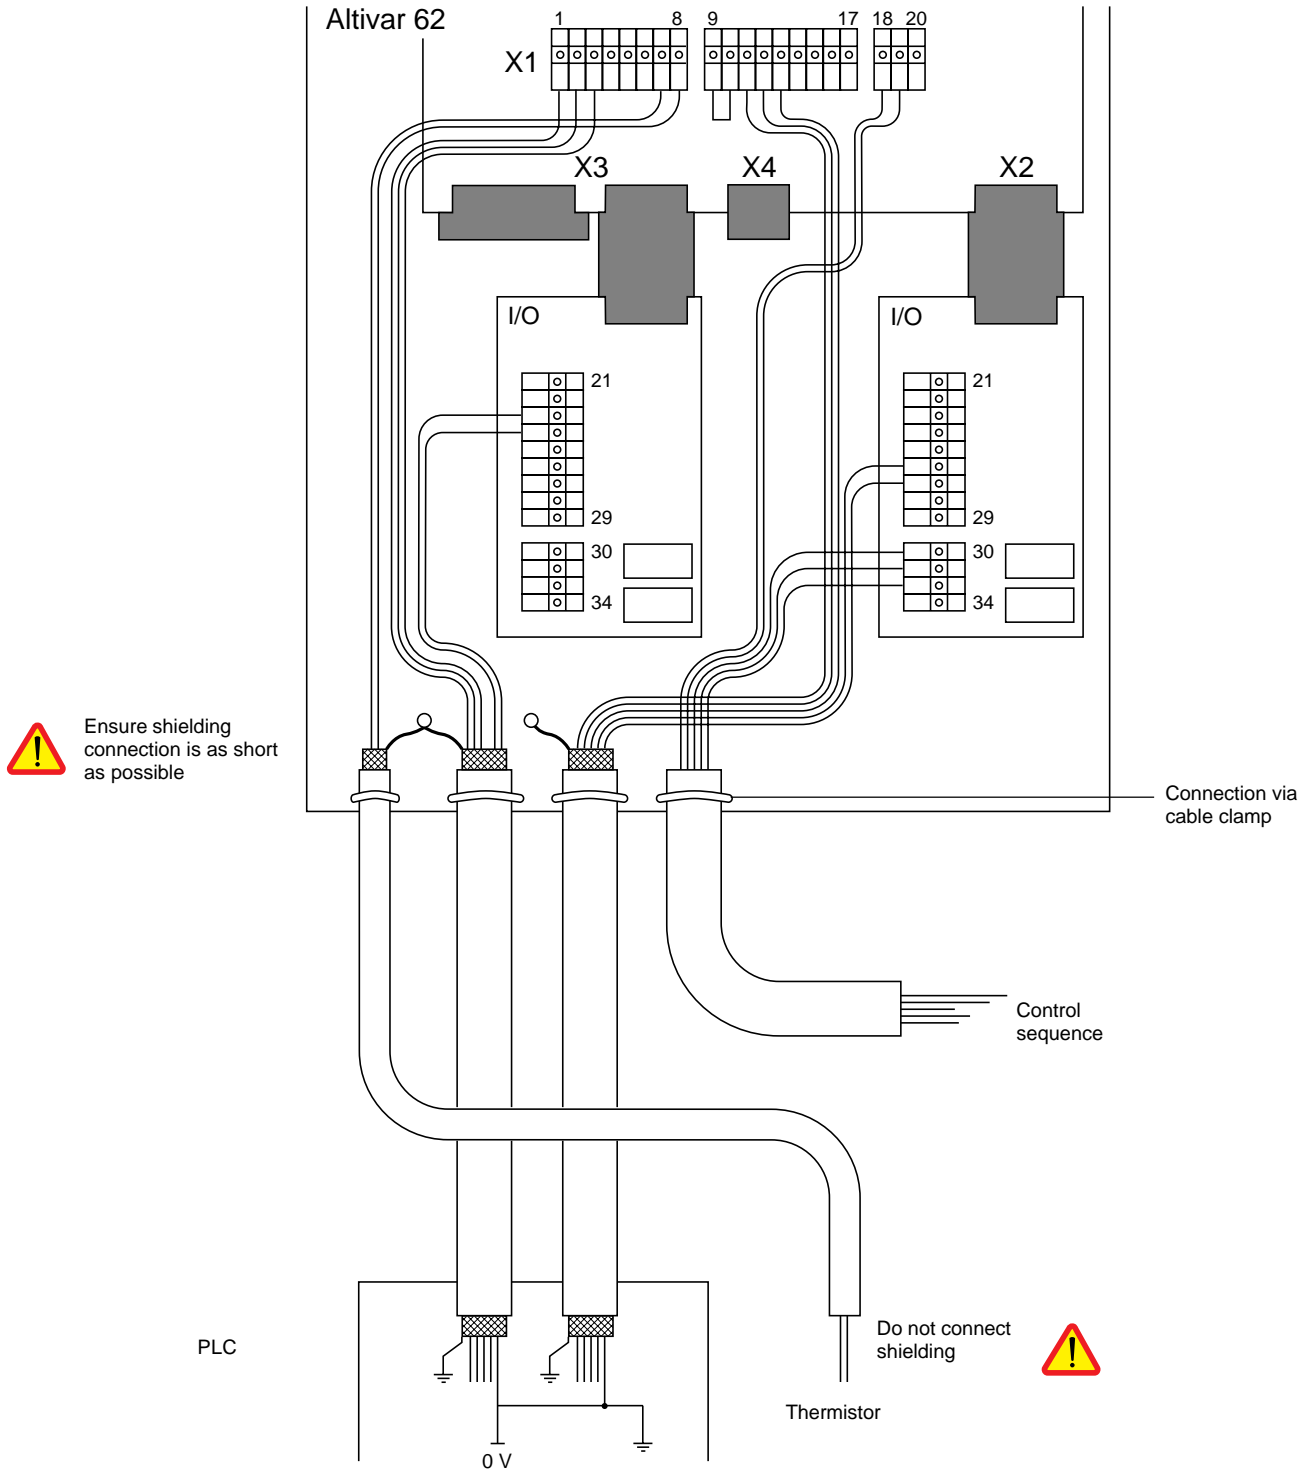 Altivar 62
1 8 9 17 18 20
X1
X3 X4 X2
I/O I/O
21 21
29 29
30 30
34 34
Ensure shielding
connection is as short
as possible
Connection via
cable clamp
Control
sequence
PLC
Do not connect
shielding
Thermistor
0 V